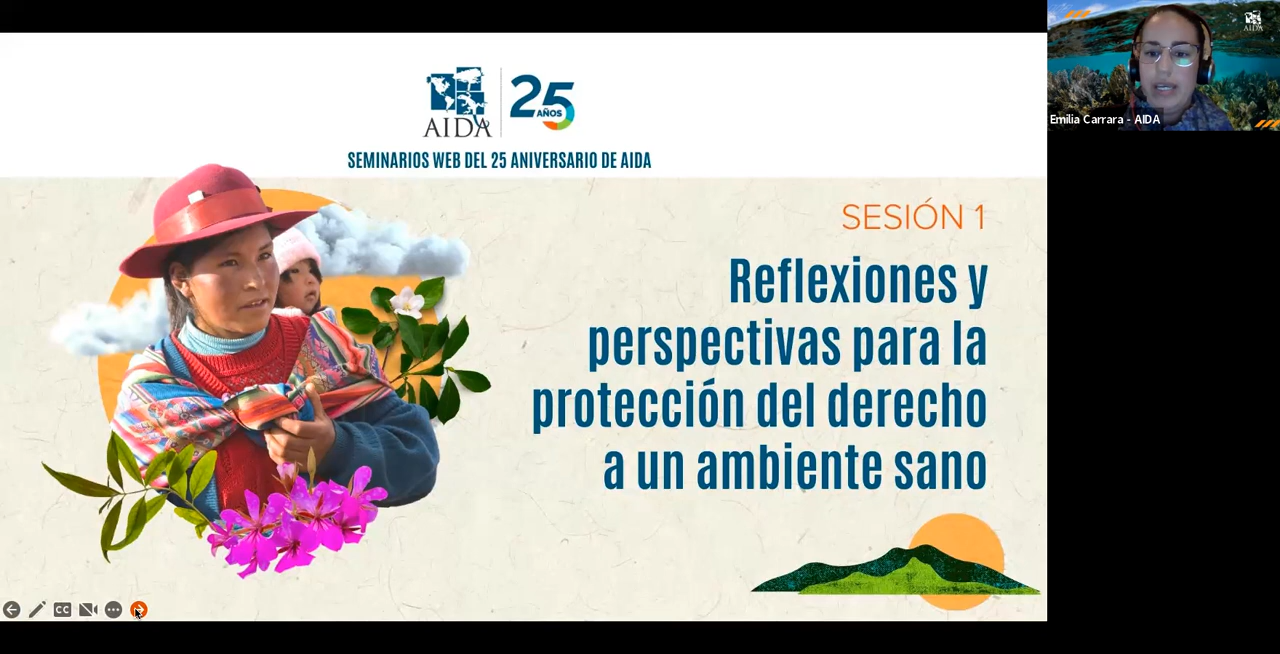 AIDA
25
AÑOS
SEMINARIOS WEB DEL 25 ANIVERSARIO DE AIDA
SESIÓN 1
Reflexiones y
perspectivas para la
protección del derecho
a un ambiente sano
CC
AIDA
Emilia Carrara - AIDA